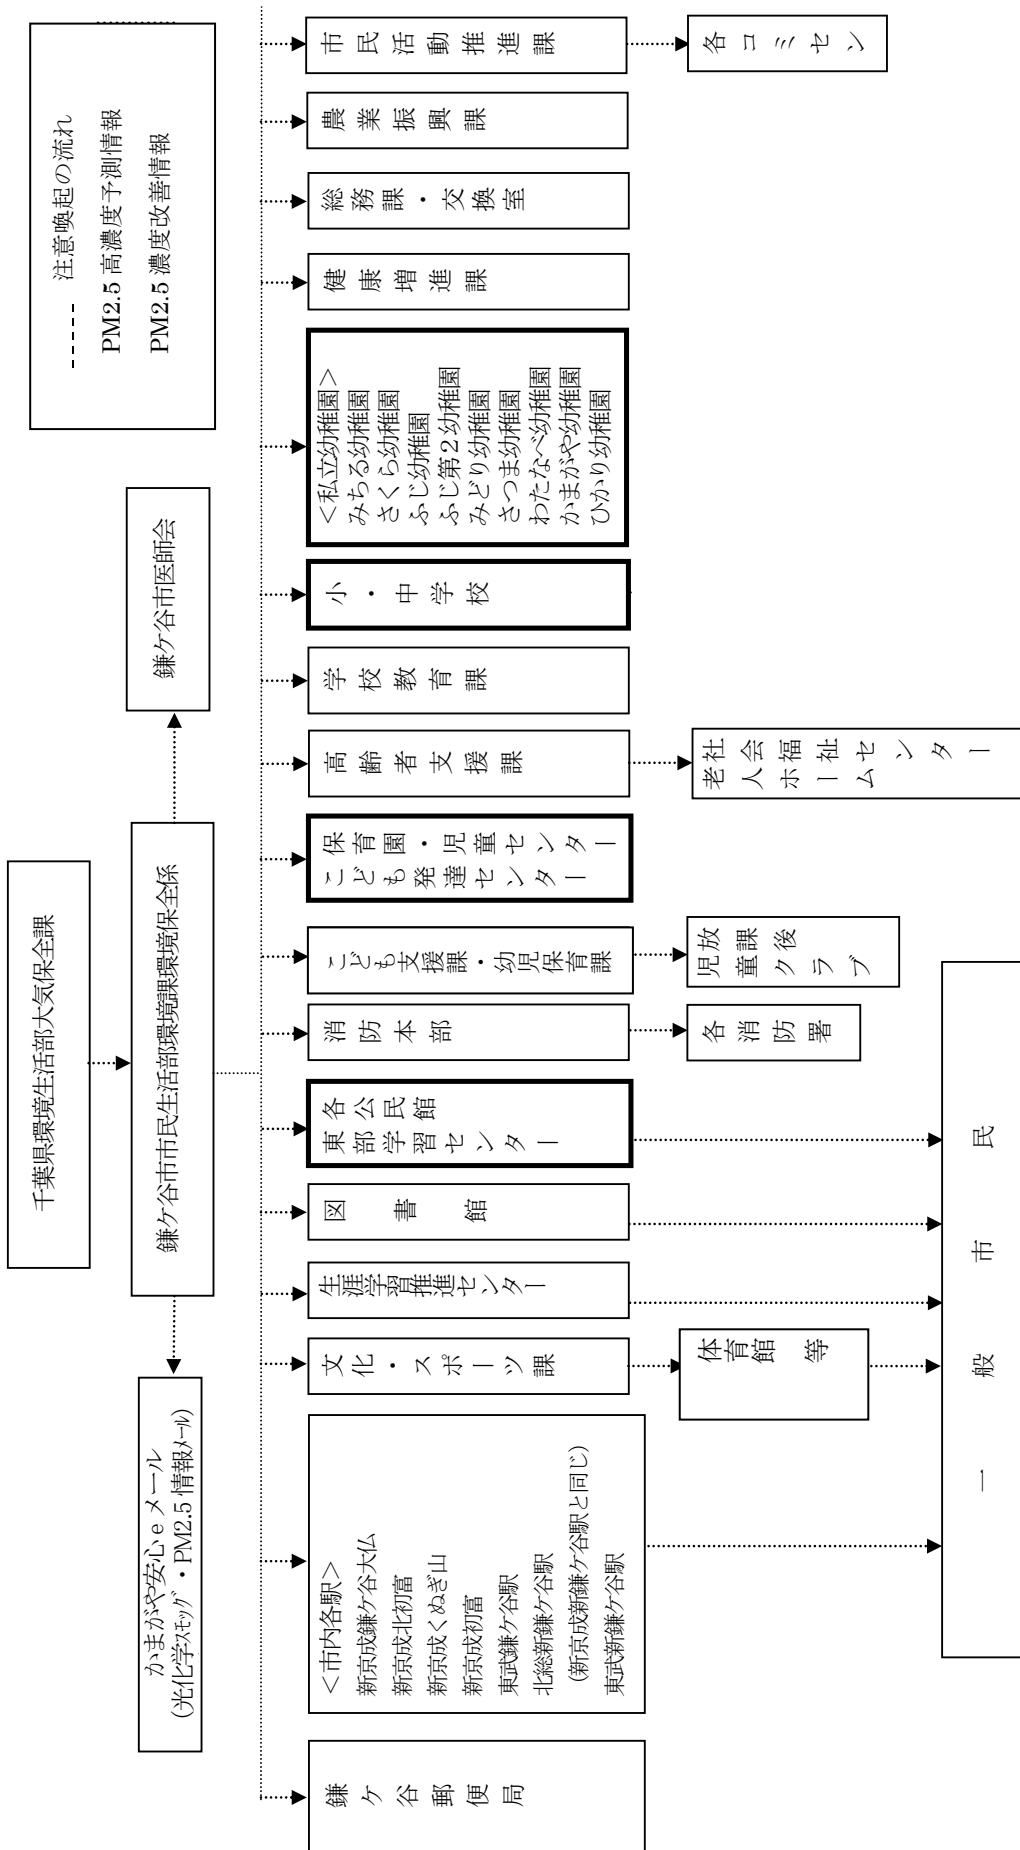 千葉県環境生活部大気保全課
注意喚起の流れ
PM2.5 高濃度予測情報
PM2.5 濃度改善情報
かまがや安心 e メール
(光化学スモッグ・PM2.5 情報メール)
鎌ケ谷市市民生活部環境課環境保全係
鎌ケ谷市医師会
鎌ケ谷郵便局
＜市内各駅＞
新京成鎌ケ谷大仏
新京成北初富
新京成くぬぎ山
新京成初富
東武鎌ケ谷駅
北総新鎌ケ谷駅
(新京成新鎌ケ谷駅と同じ)
東武新鎌ケ谷駅
文化・スポーツ課
生涯学習推進センター
図書館
各公民館
東部学習センター
消防本部
こども支援課・幼児保育課
保育園・児童センター
こども発達センター
高齢者支援課
学校教育課
小・中学校
＜私立幼稚園＞
みちる幼稚園
さくら幼稚園
ふじ幼稚園
ふじ第２幼稚園
みどり幼稚園
さつま幼稚園
わたなべ幼稚園
かまがや幼稚園
ひかり幼稚園
健康増進課
総務課・交換室
農業振興課
市民活動推進課
体育館等
各消防署
放課後
児童クラブ
社会福祉センター
老人ホーム
各コミセン
一般市民